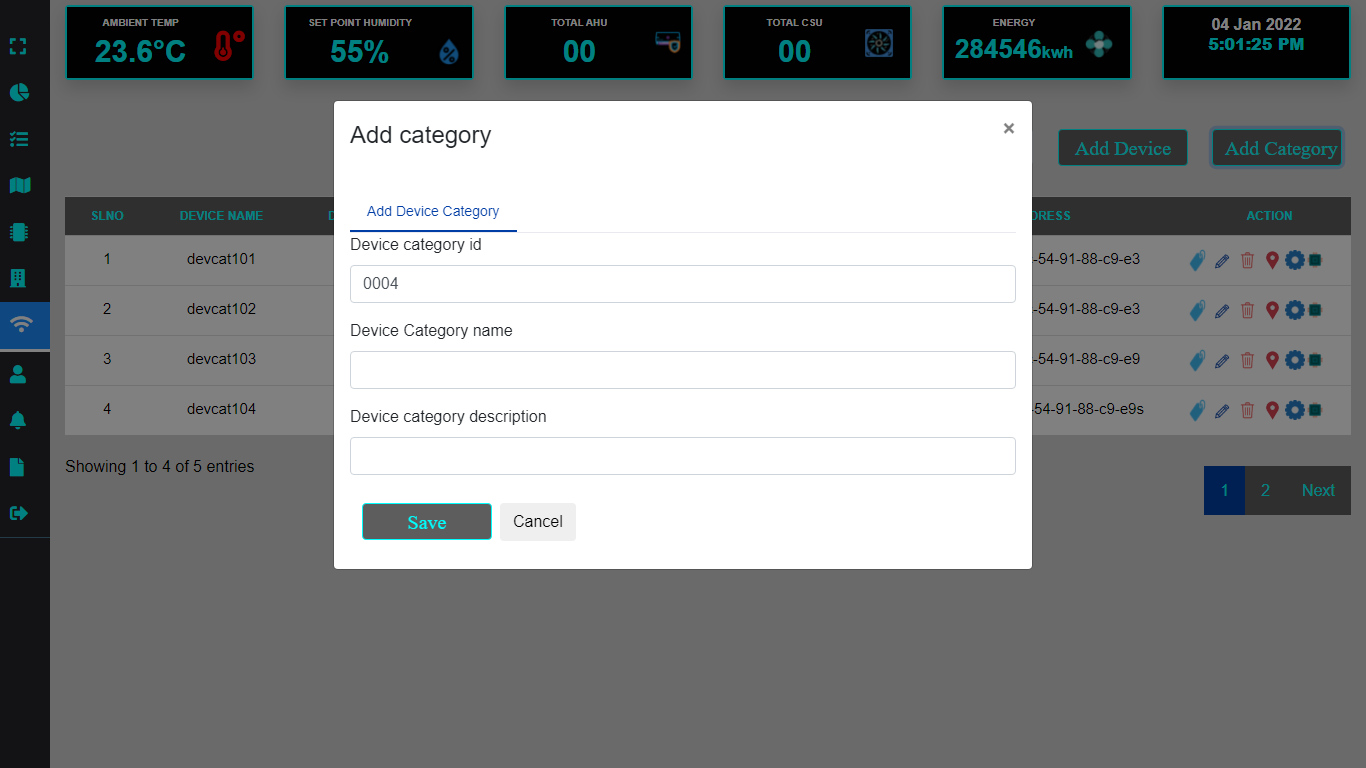 AMBIENT TEMP
23.6°C
SET POINT HUMIDITY
55%
TOTAL AHU
00
TOTAL CSU
00
ENERGY
284546kwh
04 Jan 2022
5:01:25 PM
Add category
×
Add Device
Add Category
Add Device Category
Device category id
0004
Device Category name
Device category description
Save
Cancel
SLNO DEVICE NAME D DRESS ACTION
1 devcat101 -54-91-88-c9-e3
2 devcat102 -54-91-88-c9-e3
3 devcat103 -54-91-88-c9-e9
4 devcat104 -54-91-88-c9-e9s
Showing 1 to 4 of 5 entries
1 2 Next